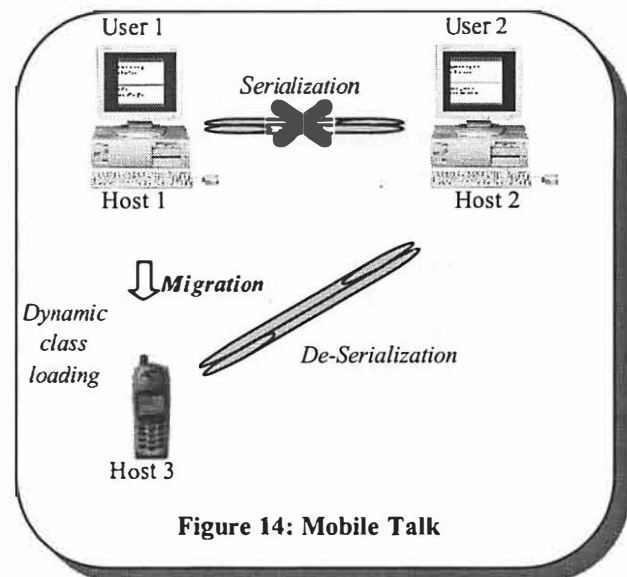 User 1
User 2
Serialization
Host 1
Host 2
Migration
Dynamic
class
loading
De-Serialization
Host 3
Figure 14: Mobile Talk